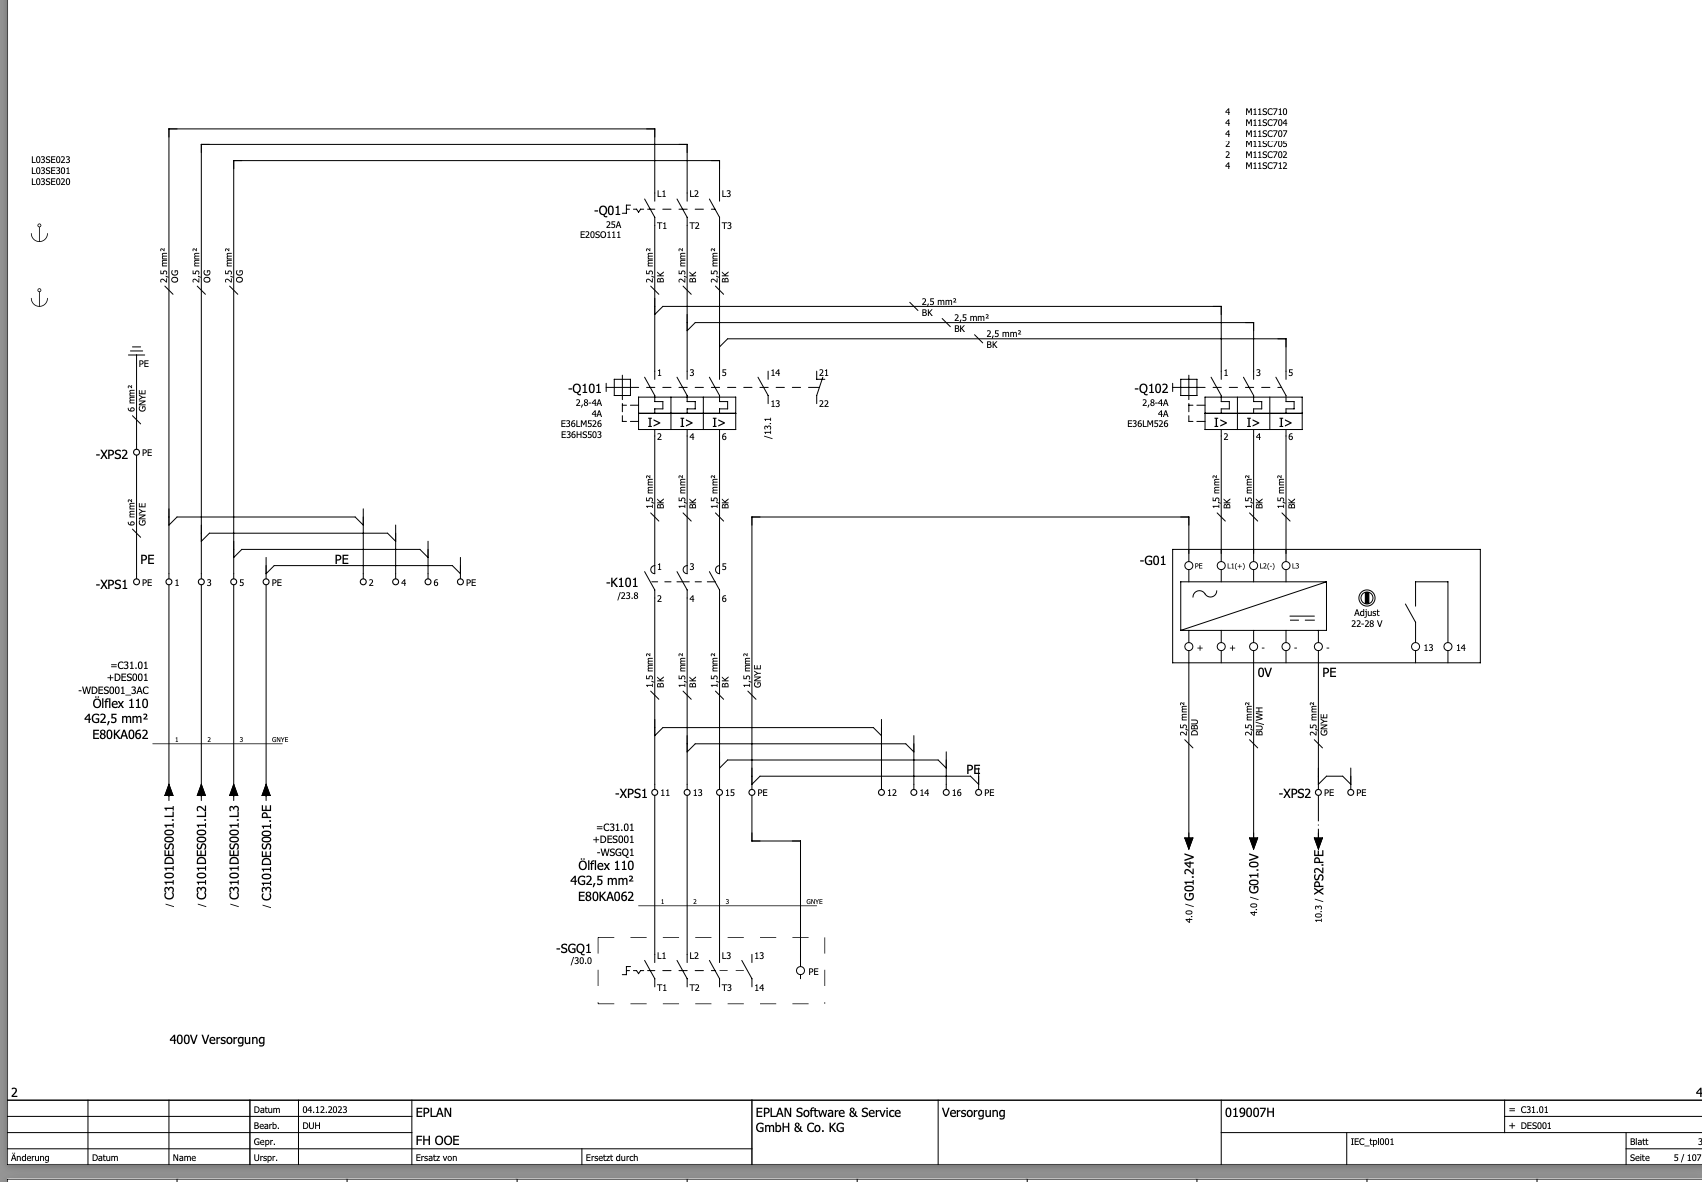 4 M11SC710
4 M11SC704
4 M11SC707
2 M11SC705
2 M11SC702
4 M11SC712
L03SE023
L03SE301
L03SE020
L1 L2 L3
-Q01
25A
E20SO111
T1 T2 T3
2,5 mm² OG
2,5 mm² OG
2,5 mm² OG
2,5 mm² BK
2,5 mm² BK
2,5 mm² BK
2,5 mm²
BK
2,5 mm²
BK
2,5 mm²
BK
PE
6 mm²
GNYE
-XPS2 PE
6 mm²
GNYE
PE
PE
-XPS1 PE 1 3 5 PE 2 4 6 PE
1 3 5 14 21
-Q101
2,8-4A
4A
E36LM526
E36HS503
I> I> I>
13 22
2 4 6
/13.1
1 3 5
-Q102
2,8-4A
4A
E36LM526
I> I> I>
2 4 6
1,5 mm² BK
1,5 mm² BK
1,5 mm² BK
1,5 mm² BK
1,5 mm² BK
1,5 mm² BK
1 3 5
-K101
/23.8
2 4 6
-G01
PE L1(+) L2(-) L3
Adjust
22-28 V
+ + - - - 13 14
0V PE
=C31.01
+DES001
-WDES001_3AC
Ölflex 110
4G2,5 mm²
E80KA062
1 2 3 GNYE
1,5 mm² BK
1,5 mm² BK
1,5 mm² BK
1,5 mm² GNYE
2,5 mm² DBU
2,5 mm² BU/WH
2,5 mm² GNYE
PE
-XPS1 11 13 15 PE 12 14 16 PE
-XPS2 PE PE
/ C3101DES001.L1
/ C3101DES001.L2
/ C3101DES001.L3
/ C3101DES001.PE
=C31.01
+DES001
-WSGQ1
Ölflex 110
4G2,5 mm²
E80KA062
1 2 3 GNYE
4.0 / G01.24V
4.0 / G01.0V
10.3 / XPS2.PE
-SGQ1
/30.0
L1 L2 L3 13
PE
T1 T2 T3 14
400V Versorgung
2 4
Datum 04.12.2023 EPLAN EPLAN Software & Service Versorgung 019007H = C31.01
Bearb. DUH GmbH & Co. KG + DES001
Gepr. FH OOE IEC_tpl001 Blatt 3
Änderung Datum Name Urspr. Ersatz von Ersetzt durch Seite 5 / 107